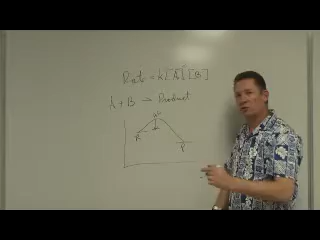 Rate = k [A] [B]
A + B → Product
R
P